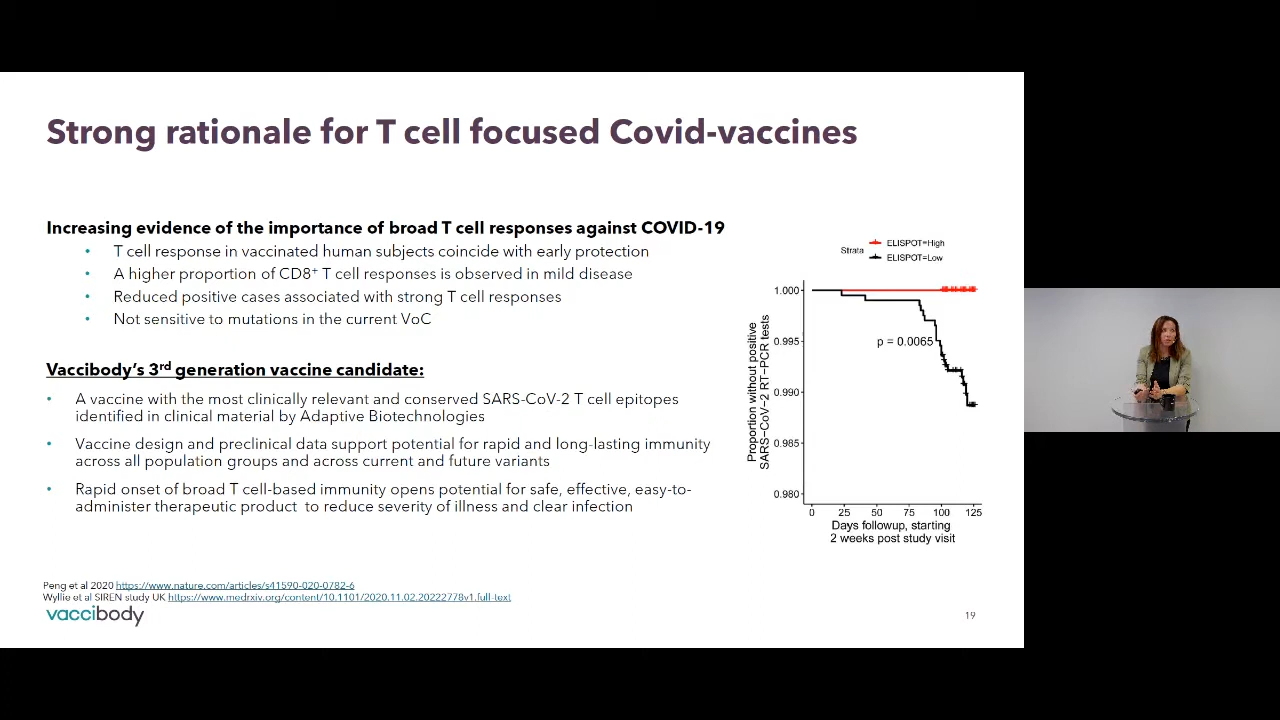 Strong rationale for T cell focused Covid-vaccines
Increasing evidence of the importance of broad T cell responses against COVID-19
• T cell response in vaccinated human subjects coincide with early protection
• A higher proportion of CD8⁺ T cell responses is observed in mild disease
• Reduced positive cases associated with strong T cell responses
• Not sensitive to mutations in the current VoC
Vaccibody's 3rd generation vaccine candidate:
• A vaccine with the most clinically relevant and conserved SARS-CoV-2 T cell epitopes
identified in clinical material by Adaptive Biotechnologies
• Vaccine design and preclinical data support potential for rapid and long-lasting immunity
across all population groups and across current and future variants
• Rapid onset of broad T cell-based immunity opens potential for safe, effective, easy-to-
administer therapeutic product to reduce severity of illness and clear infection
Strata
ELISPOT=High
ELISPOT=Low
Proportion without positive
SARS−CoV−2 RT−PCR tests
1.000
0.995
0.990
0.985
0.980
p = 0.0065
0 25 50 75 100 125
Days followup, starting
2 weeks post study visit
Peng et al 2020 https://www.nature.com/articles/s41590-020-0782-6
Wyllie et al SIREN study UK https://www.medrxiv.org/content/10.1101/2020.11.02.20222778v1.full-text
vaccibody
19